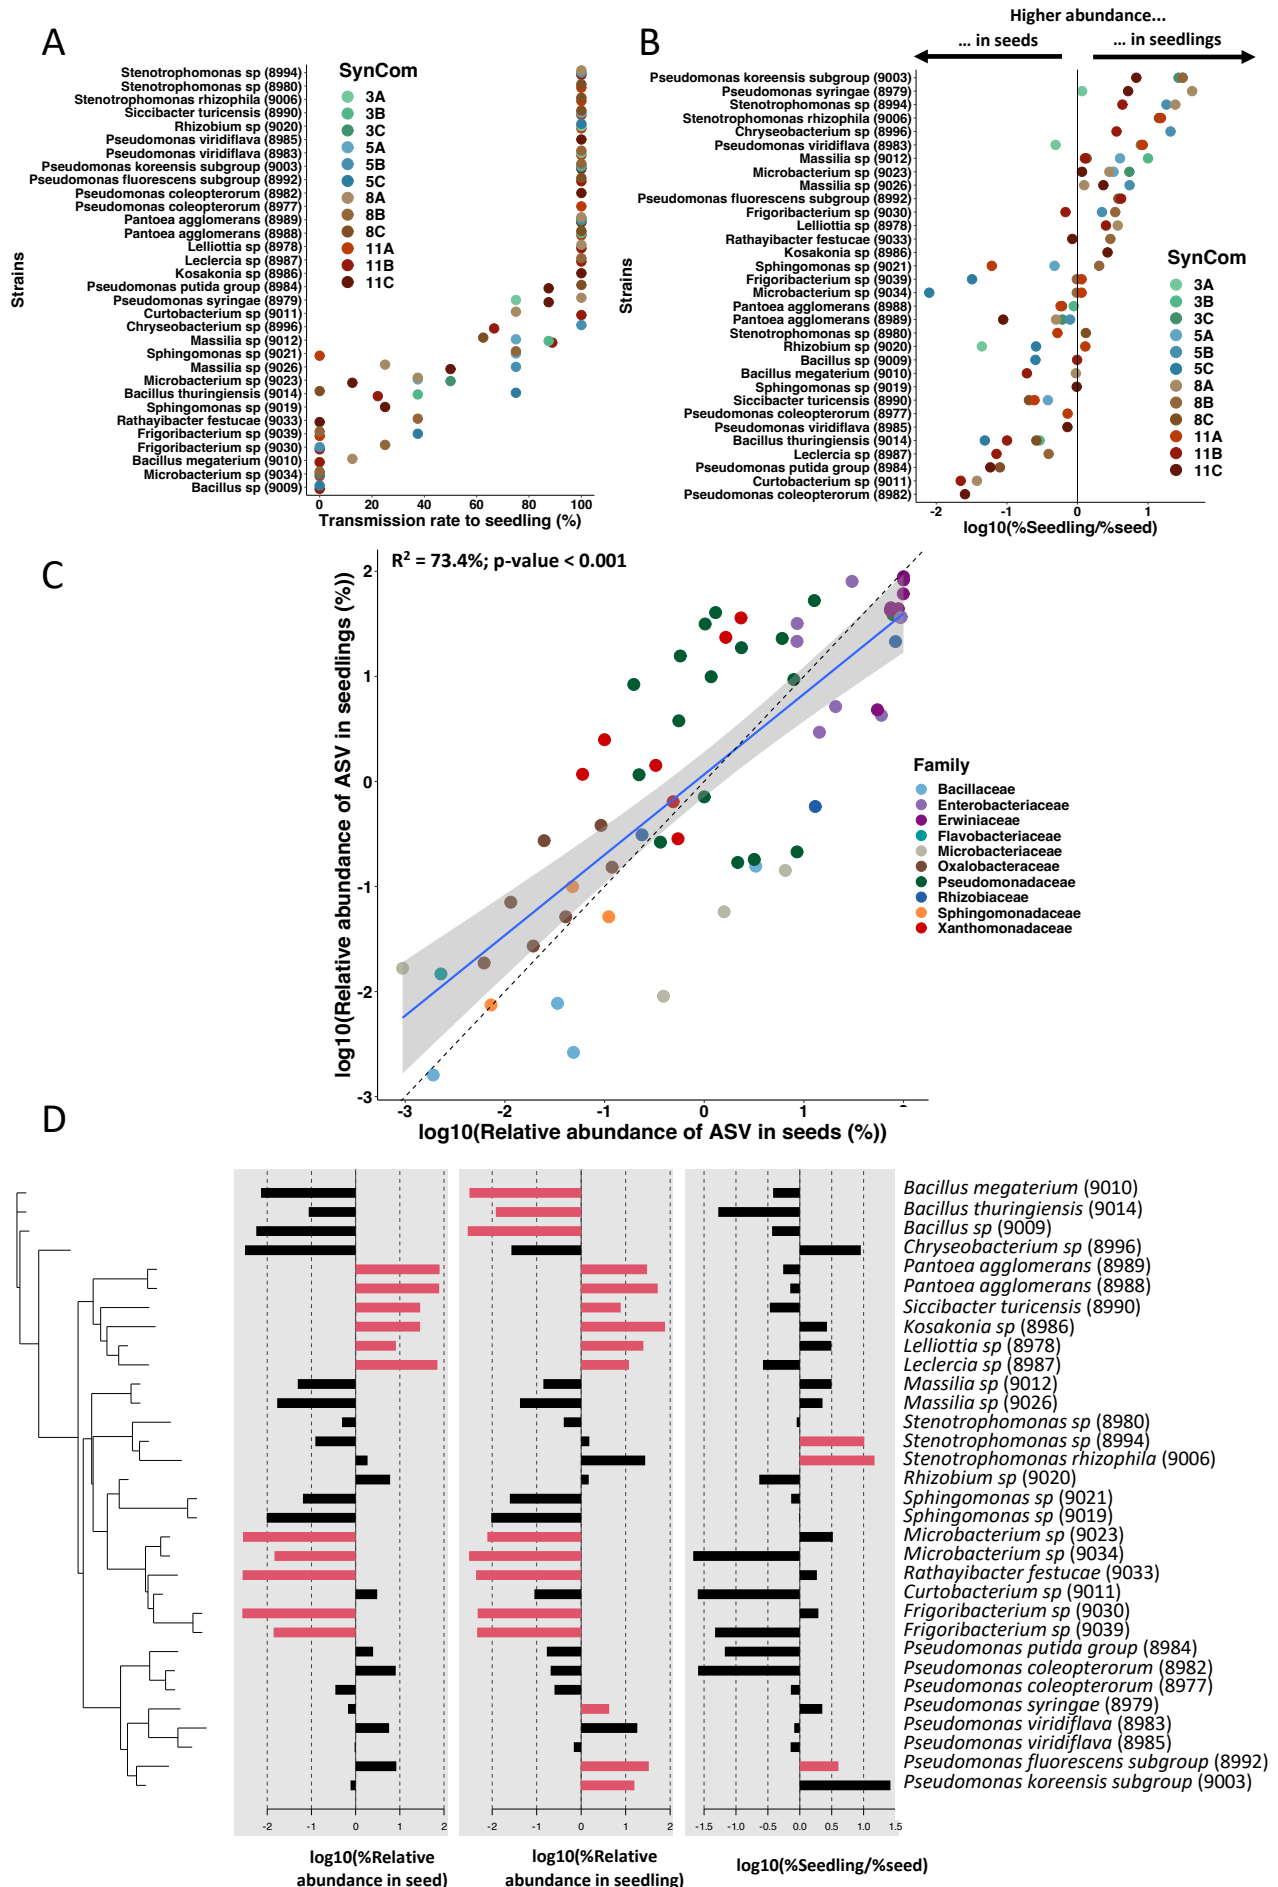 A
Stenotrophomonas sp (8994)
Stenotrophomonas sp (8980)
Stenotrophomonas rhizophila (9006)
Siccibacter turicensis (8990)
Rhizobium sp (9020)
Pseudomonas viridiflava (8985)
Pseudomonas viridiflava (8983)
Pseudomonas koreensis subgroup (9003)
Pseudomonas fluorescens subgroup (8992)
Pseudomonas coleopterorum (8982)
Pseudomonas coleopterorum (8977)
Pantoea agglomerans (8989)
Pantoea agglomerans (8988)
Lelliottia sp (8978)
Leclercia sp (8987)
Kosakonia sp (8986)
Pseudomonas putida group (8984)
Pseudomonas syringae (8979)
Curtobacterium sp (9011)
Chryseobacterium sp (8996)
Massilia sp (9012)
Sphingomonas sp (9021)
Massilia sp (9026)
Microbacterium sp (9023)
Bacillus thuringiensis (9014)
Sphingomonas sp (9019)
Rathayibacter festucae (9033)
Frigoribacterium sp (9039)
Frigoribacterium sp (9030)
Bacillus megaterium (9010)
Microbacterium sp (9034)
Bacillus sp (9009)
Strains
0 20 40 60 80 100
Transmission rate to seedling (%)
SynCom
3A
3B
3C
5A
5B
5C
8A
8B
8C
11A
11B
11C
B
Higher abundance...
... in seeds
... in seedlings
Pseudomonas koreensis subgroup (9003)
Pseudomonas syringae (8979)
Stenotrophomonas sp (8994)
Stenotrophomonas rhizophila (9006)
Chryseobacterium sp (8996)
Pseudomonas viridiflava (8983)
Massilia sp (9012)
Microbacterium sp (9023)
Massilia sp (9026)
Pseudomonas fluorescens subgroup (8992)
Frigoribacterium sp (9030)
Lelliottia sp (8978)
Rathayibacter festucae (9033)
Kosakonia sp (8986)
Sphingomonas sp (9021)
Frigoribacterium sp (9039)
Microbacterium sp (9034)
Pantoea agglomerans (8988)
Pantoea agglomerans (8989)
Stenotrophomonas sp (8980)
Rhizobium sp (9020)
Bacillus sp (9009)
Bacillus megaterium (9010)
Sphingomonas sp (9019)
Siccibacter turicensis (8990)
Pseudomonas coleopterorum (8977)
Pseudomonas viridiflava (8985)
Bacillus thuringiensis (9014)
Leclercia sp (8987)
Pseudomonas putida group (8984)
Curtobacterium sp (9011)
Pseudomonas coleopterorum (8982)
Strains
-2 -1 0 1
log10(%Seedling/%seed)
SynCom
3A
3B
3C
5A
5B
5C
8A
8B
8C
11A
11B
11C
C
R² = 73.4%; p-value < 0.001
log10(Relative abundance of ASV in seedlings (%))
2
1
0
-1
-2
-3
-3 -2 -1 0 1
log10(Relative abundance of ASV in seeds (%))
Family
Bacillaceae
Enterobacteriaceae
Erwiniaceae
Flavobacteriaceae
Microbacteriaceae
Oxalobacteraceae
Pseudomonadaceae
Rhizobiaceae
Sphingomonadaceae
Xanthomonadaceae
D
Bacillus megaterium (9010)
Bacillus thuringiensis (9014)
Bacillus sp (9009)
Chryseobacterium sp (8996)
Pantoea agglomerans (8989)
Pantoea agglomerans (8988)
Siccibacter turicensis (8990)
Kosakonia sp (8986)
Lelliottia sp (8978)
Leclercia sp (8987)
Massilia sp (9012)
Massilia sp (9026)
Stenotrophomonas sp (8980)
Stenotrophomonas sp (8994)
Stenotrophomonas rhizophila (9006)
Rhizobium sp (9020)
Sphingomonas sp (9021)
Sphingomonas sp (9019)
Microbacterium sp (9023)
Microbacterium sp (9034)
Rathayibacter festucae (9033)
Curtobacterium sp (9011)
Frigoribacterium sp (9030)
Frigoribacterium sp (9039)
Pseudomonas putida group (8984)
Pseudomonas coleopterorum (8982)
Pseudomonas coleopterorum (8977)
Pseudomonas syringae (8979)
Pseudomonas viridiflava (8983)
Pseudomonas viridiflava (8985)
Pseudomonas fluorescens subgroup (8992)
Pseudomonas koreensis subgroup (9003)
-2 -1 0 1 2
-2 -1 0 1 2
-1.5 -1.0 -0.5 0.0 0.5 1.0 1.5
log10(%Relative
abundance in seed)
log10(%Relative
abundance in seedling)
log10(%Seedling/%seed)